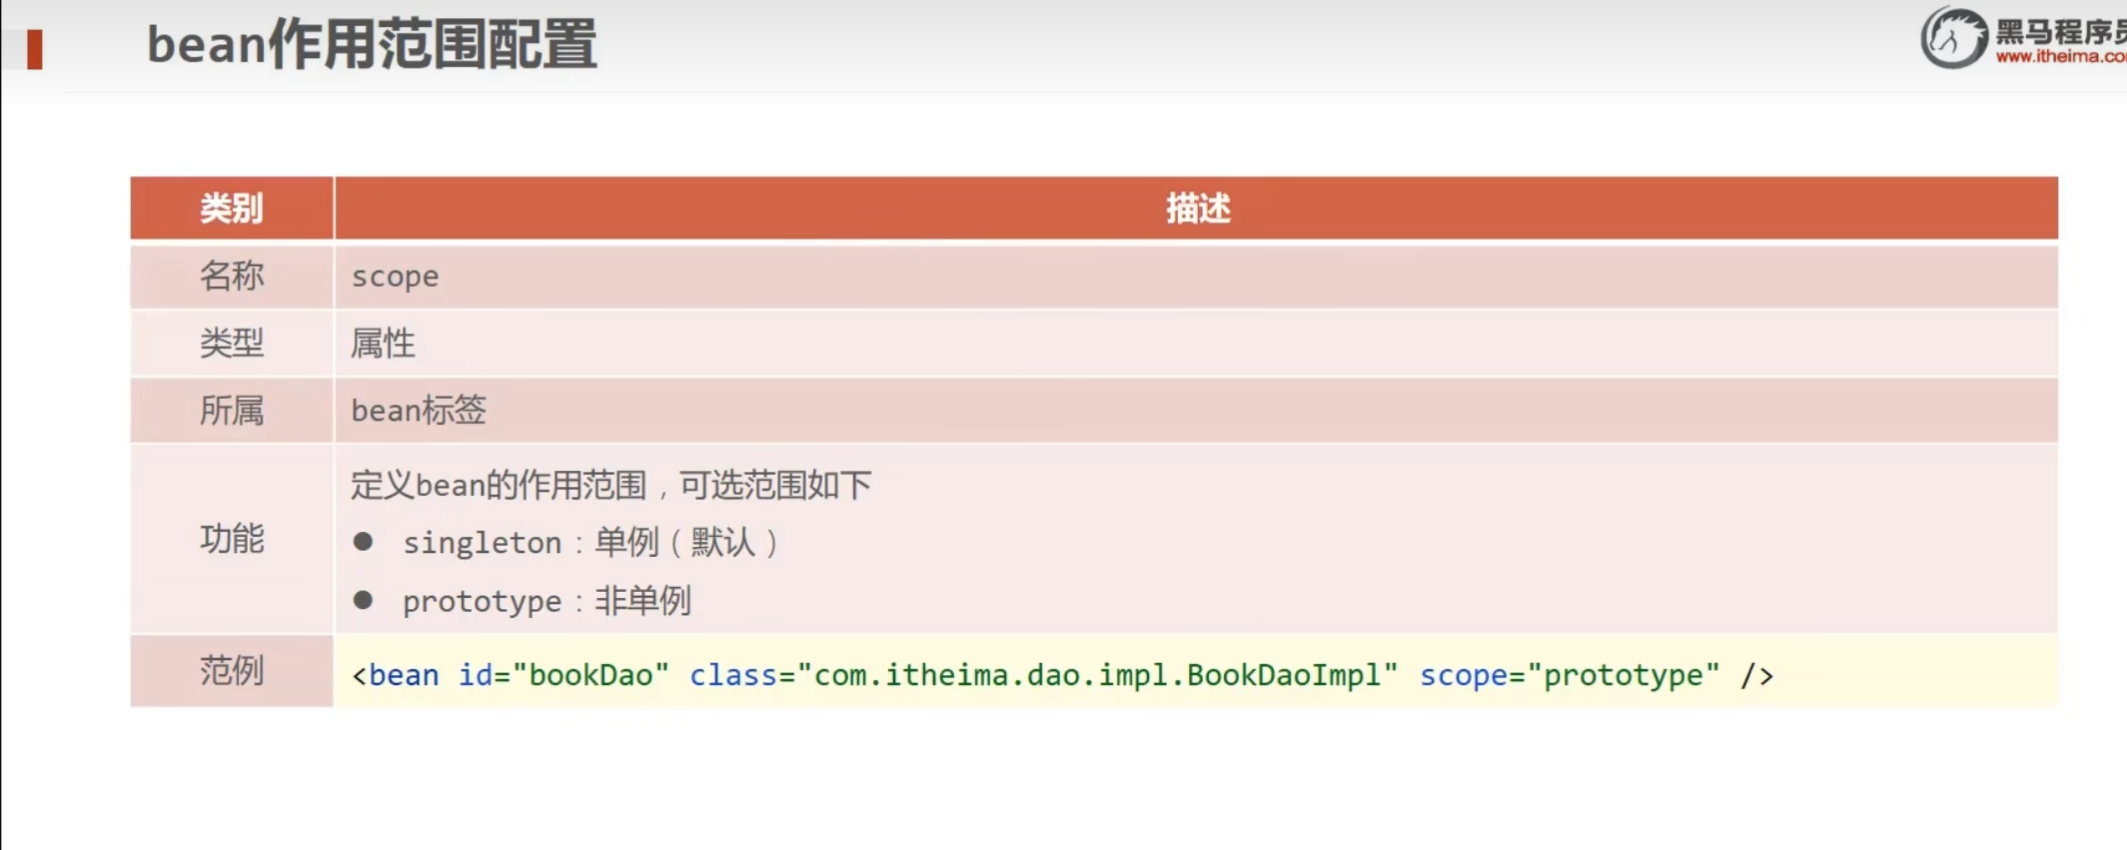 bean作用范围配置
黑马程序员
www.itheima.co
类别 描述
名称 scope
类型 属性
所属 bean标签
功能 定义bean的作用范围，可选范围如下
● singleton：单例（默认）
● prototype：非单例
范例 <bean id="bookDao" class="com.itheima.dao.impl.BookDaoImpl" scope="prototype" />